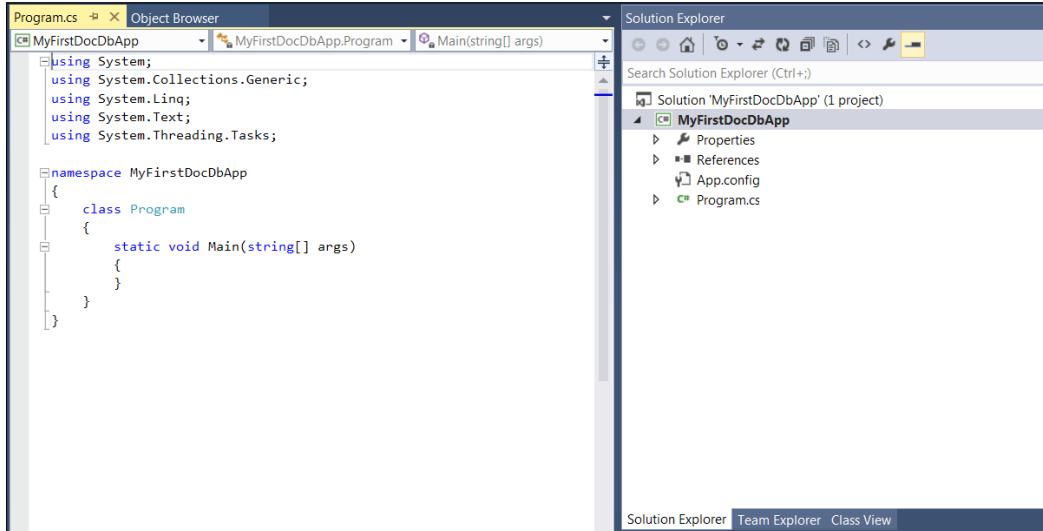 Program.cs Object Browser
MyFirstDocDbApp MyFirstDocDbApp.Program Main(string[] args)
using System;
using System.Collections.Generic;
using System.Linq;
using System.Text;
using System.Threading.Tasks;
namespace MyFirstDocDbApp
{
class Program
{
static void Main(string[] args)
{
}
}
}
Solution Explorer
Search Solution Explorer (Ctrl+;)
Solution 'MyFirstDocDbApp' (1 project)
C# MyFirstDocDbApp
Properties
References
App.config
C# Program.cs
Solution Explorer Team Explorer Class View